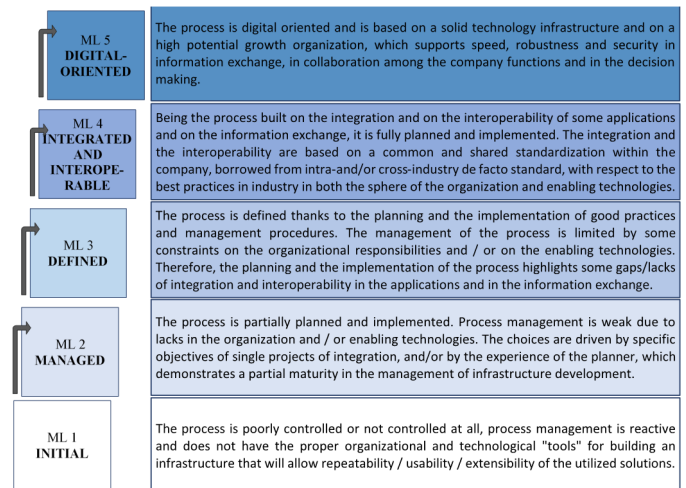 ML 5
DIGITAL-
ORIENTED
The process is digital oriented and is based on a solid technology infrastructure and on a
high potential growth organization, which supports speed, robustness and security in
information exchange, in collaboration among the company functions and in the decision
making.
ML 4
INTEGRATED
AND
INTEROPE-
RABLE
Being the process built on the integration and on the interoperability of some applications
and on the information exchange, it is fully planned and implemented. The integration and
the interoperability are based on a common and shared standardization within the
company, borrowed from intra-and/or cross-industry de facto standard, with respect to the
best practices in industry in both the sphere of the organization and enabling technologies.
ML 3
DEFINED
The process is defined thanks to the planning and the implementation of good practices
and management procedures. The management of the process is limited by some
constraints on the organizational responsibilities and / or on the enabling technologies.
Therefore, the planning and the implementation of the process highlights some gaps/lacks
of integration and interoperability in the applications and in the information exchange.
ML 2
MANAGED
The process is partially planned and implemented. Process management is weak due to
lacks in the organization and / or enabling technologies. The choices are driven by specific
objectives of single projects of integration, and/or by the experience of the planner, which
demonstrates a partial maturity in the management of infrastructure development.
ML 1
INITIAL
The process is poorly controlled or not controlled at all, process management is reactive
and does not have the proper organizational and technological "tools" for building an
infrastructure that will allow repeatability / usability / extensibility of the utilized solutions.